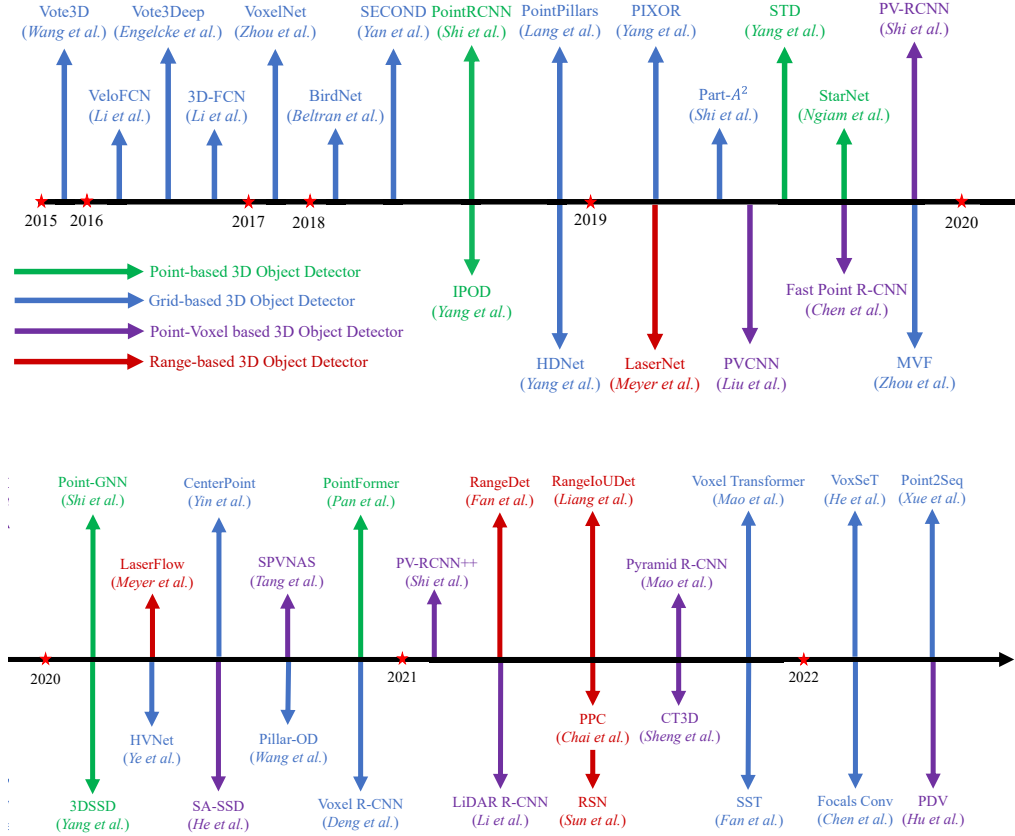 Vote3D
(Wang et al.)
Vote3Deep
(Engelcke et al.)
VoxelNet
(Zhou et al.)
SECOND
(Yan et al.)
PointRCNN
(Shi et al.)
PointPillars
(Lang et al.)
PIXOR
(Yang et al.)
STD
(Yang et al.)
PV-RCNN
(Shi et al.)
VeloFCN
(Li et al.)
3D-FCN
(Li et al.)
BirdNet
(Beltran et al.)
Part-A²
(Shi et al.)
StarNet
(Ngiam et al.)
2015
2016
2017
2018
2019
2020
Point-based 3D Object Detector
Grid-based 3D Object Detector
Point-Voxel based 3D Object Detector
Range-based 3D Object Detector
IPOD
(Yang et al.)
Fast Point R-CNN
(Chen et al.)
HDNet
(Yang et al.)
LaserNet
(Meyer et al.)
PVCNN
(Liu et al.)
MVF
(Zhou et al.)
Point-GNN
(Shi et al.)
CenterPoint
(Yin et al.)
PointFormer
(Pan et al.)
RangeDet
(Fan et al.)
RangeIoUDet
(Liang et al.)
Voxel Transformer
(Mao et al.)
VoxSeT
(He et al.)
Point2Seq
(Xue et al.)
LaserFlow
(Meyer et al.)
SPVNAS
(Tang et al.)
PV-RCNN++
(Shi et al.)
Pyramid R-CNN
(Mao et al.)
2020
2021
2022
HVNet
(Ye et al.)
Pillar-OD
(Wang et al.)
PPC
(Chai et al.)
CT3D
(Sheng et al.)
3DSSD
(Yang et al.)
SA-SSD
(He et al.)
Voxel R-CNN
(Deng et al.)
LiDAR R-CNN
(Li et al.)
RSN
(Sun et al.)
SST
(Fan et al.)
Focals Conv
(Chen et al.)
PDV
(Hu et al.)